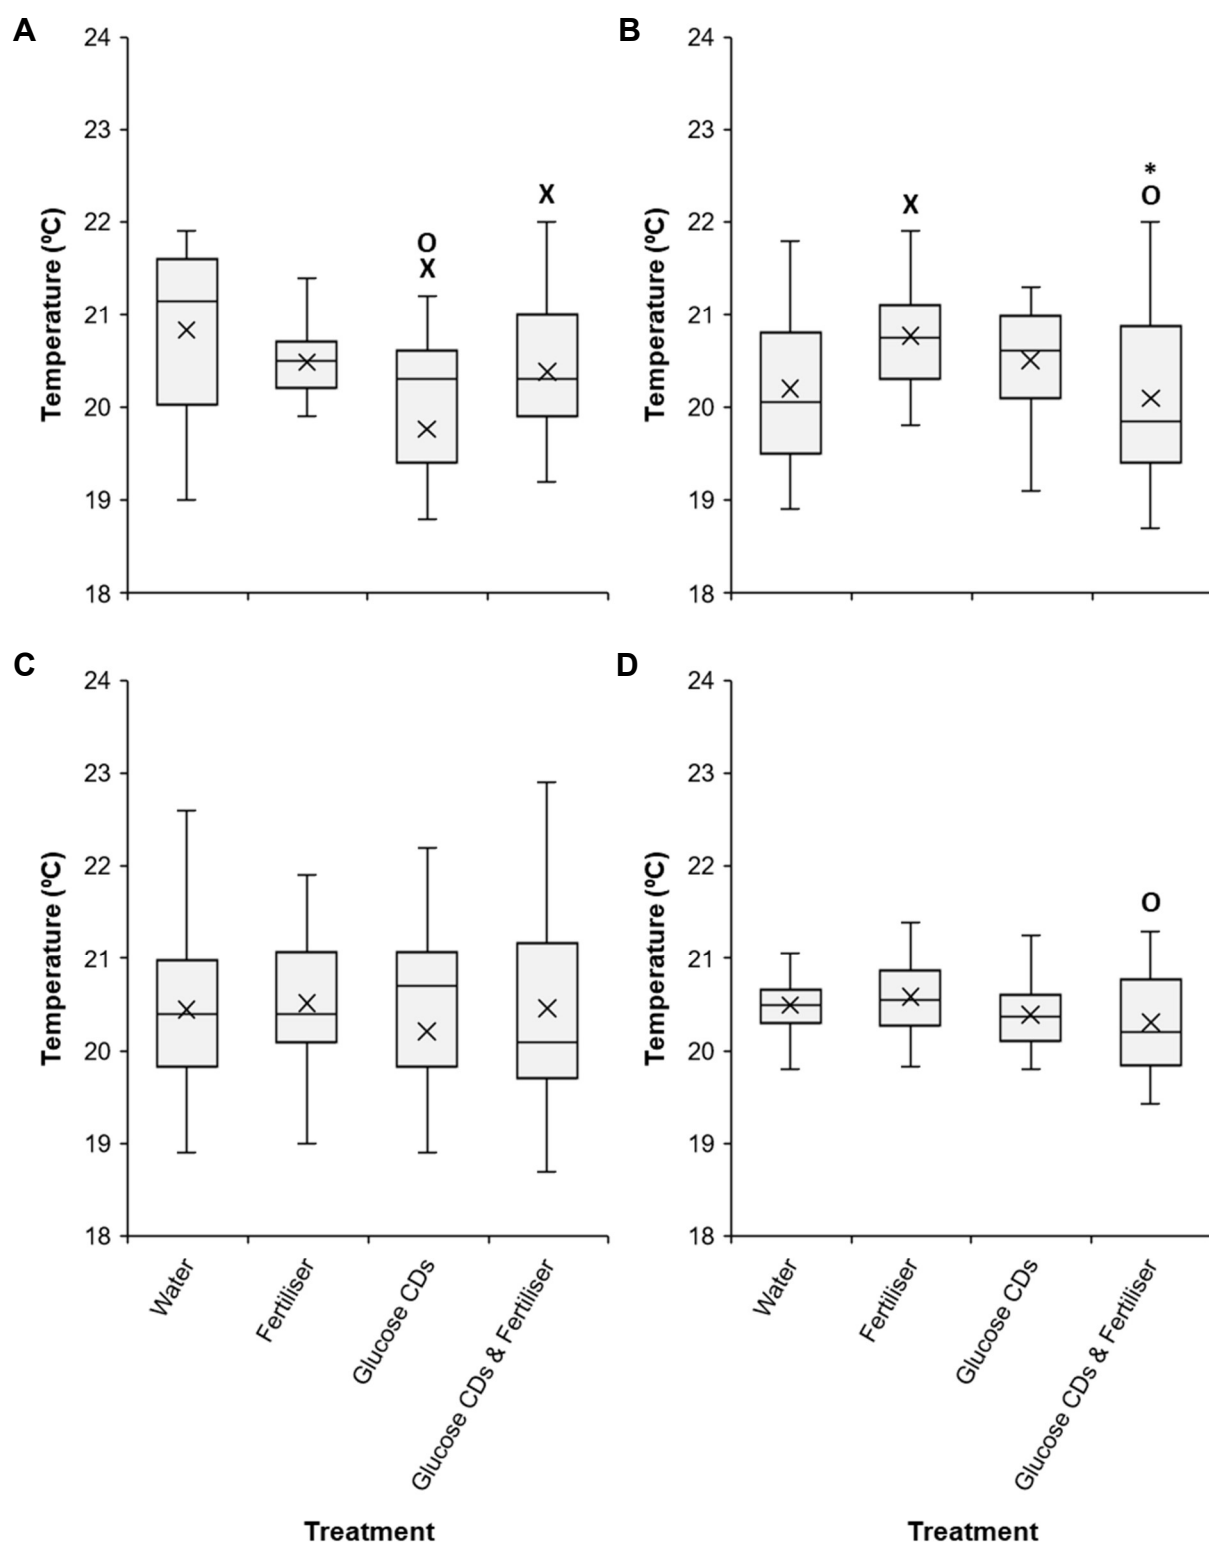 A
24
23
22
21
20
19
18
Temperature (ºC)
O
X
X
B
24
23
22
21
20
19
18
Temperature (ºC)
X
*
O
C
24
23
22
21
20
19
18
Temperature (ºC)
Water
Fertiliser
Glucose CDs
Glucose CDs & Fertiliser
Treatment
D
24
23
22
21
20
19
18
Temperature (ºC)
O
Water
Fertiliser
Glucose CDs
Glucose CDs & Fertiliser
Treatment